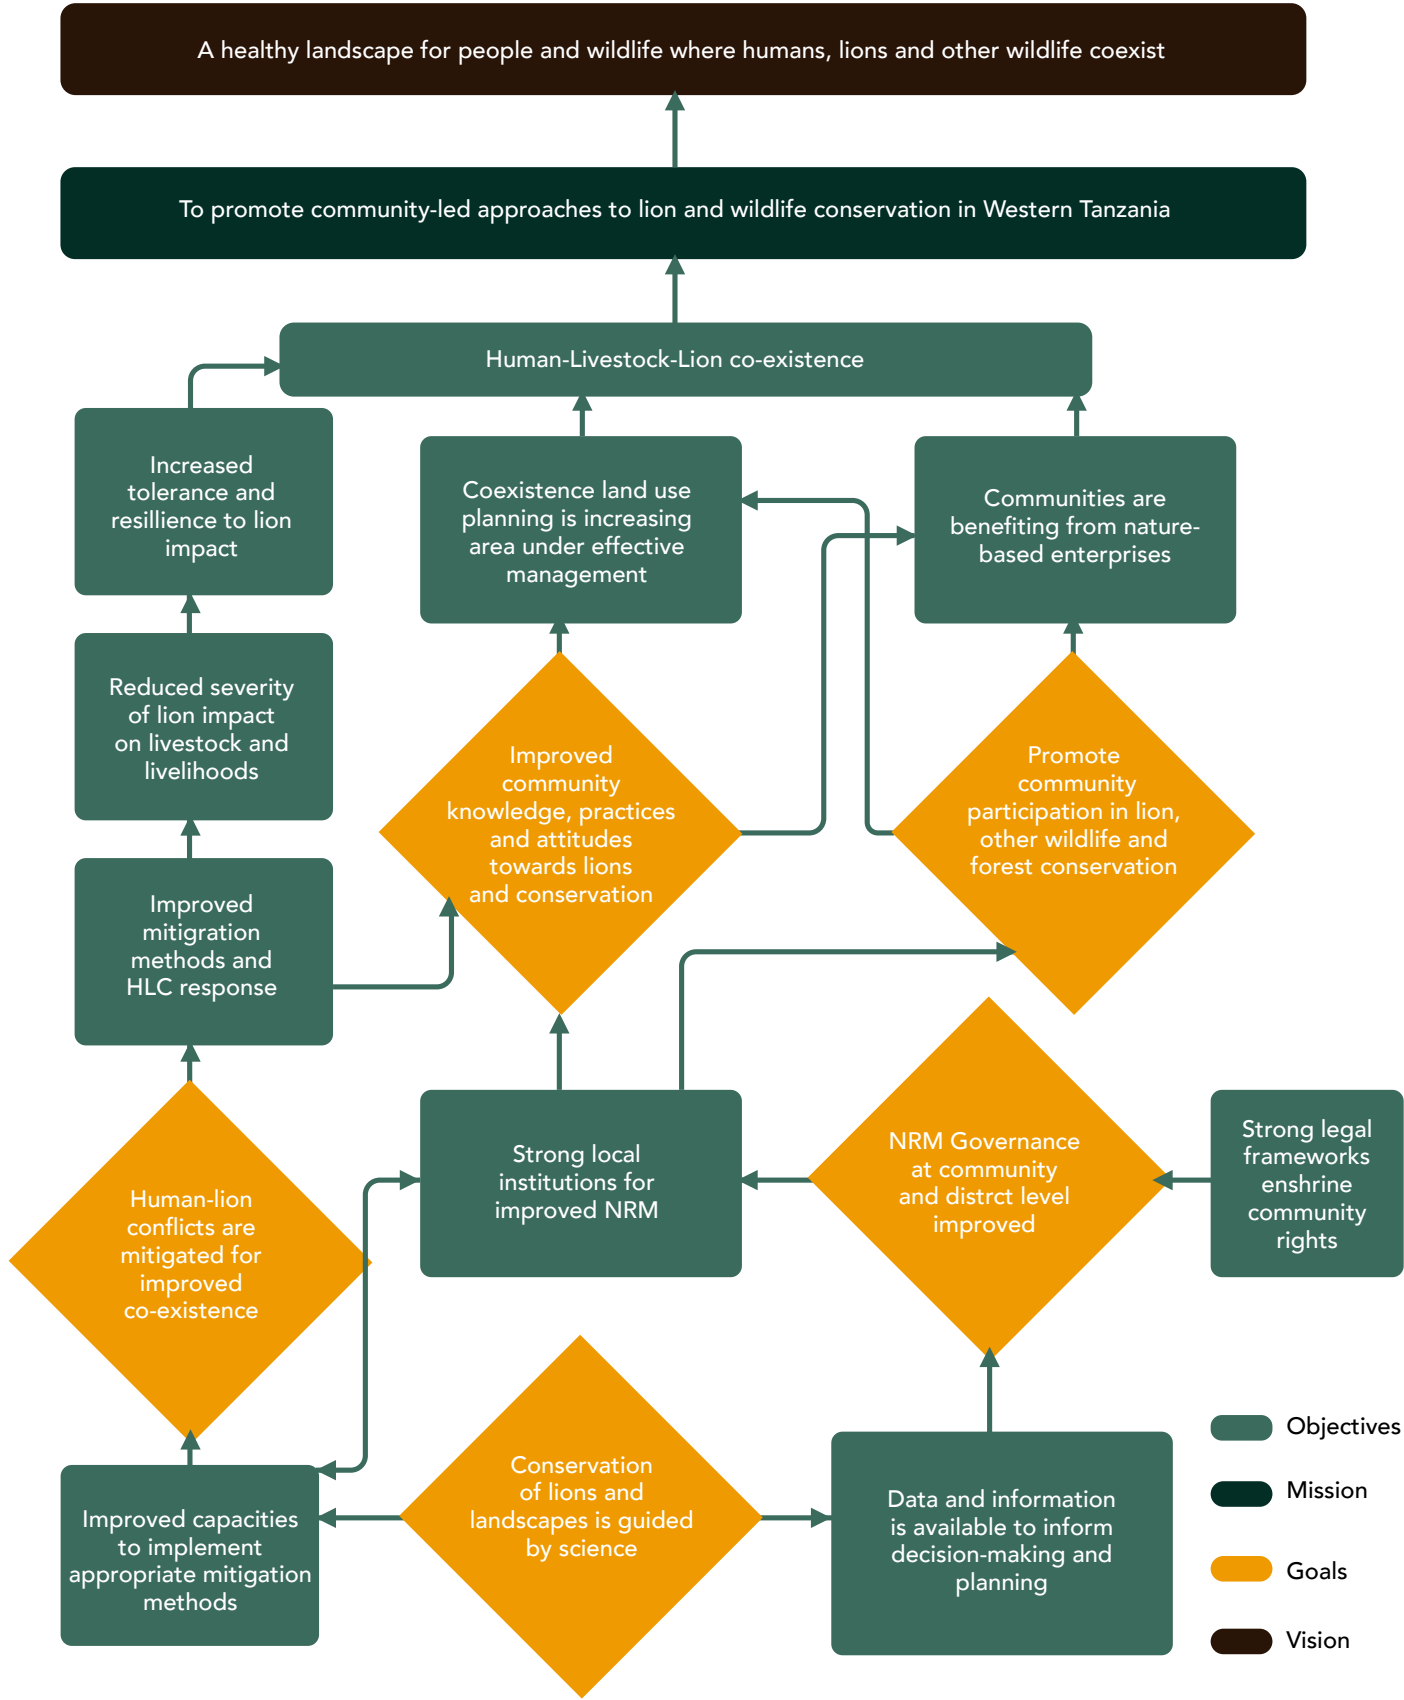 A healthy landscape for people and wildlife where humans, lions and other wildlife coexist
To promote community-led approaches to lion and wildlife conservation in Western Tanzania
Human-Livestock-Lion co-existence
Increased
tolerance and
resillience to lion
impact
Coexistence land use
planning is increasing
area under effective
management
Communities are
benefiting from nature-
based enterprises
Reduced severity
of lion impact
on livestock and
livelihoods
Improved
community
knowledge, practices
and attitudes
towards lions
and conservation
Promote
community
participation in lion,
other wildlife and
forest conservation
Improved
mitigration
methods and
HLC response
Human-lion
conflicts are
mitigated for
improved
co-existence
Strong local
institutions for
improved NRM
NRM Governance
at community
and distrct level
improved
Strong legal
frameworks
enshrine
community
rights
Improved capacities
to implement
appropriate mitigation
methods
Conservation
of lions and
landscapes is guided
by science
Data and information
is available to inform
decision-making and
planning
Objectives
Mission
Goals
Vision